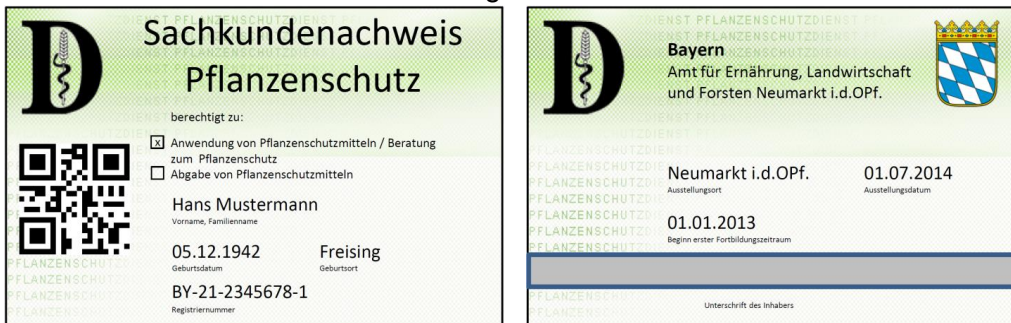 Sachkundenachweis
Pflanzenschutz
berechtigt zu:
x Anwendung von Pflanzenschutzmitteln / Beratung
zum Pflanzenschutz
Abgabe von Pflanzenschutzmitteln
Hans Mustermann
Vorname, Familienname
05.12.1942 Freising
Geburtsdatum Geburtsort
BY-21-2345678-1
Registriernummer
D
Bayern
Amt für Ernährung, Landwirtschaft
und Forsten Neumarkt i.d.OPf.
Neumarkt i.d.OPf. 01.07.2014
Ausstellungsort Ausstellungsdatum
01.01.2013
Beginn erster Fortbildungszeitraum
Unterschrift des Inhabers
PFLANZENSCHUTZDIENST